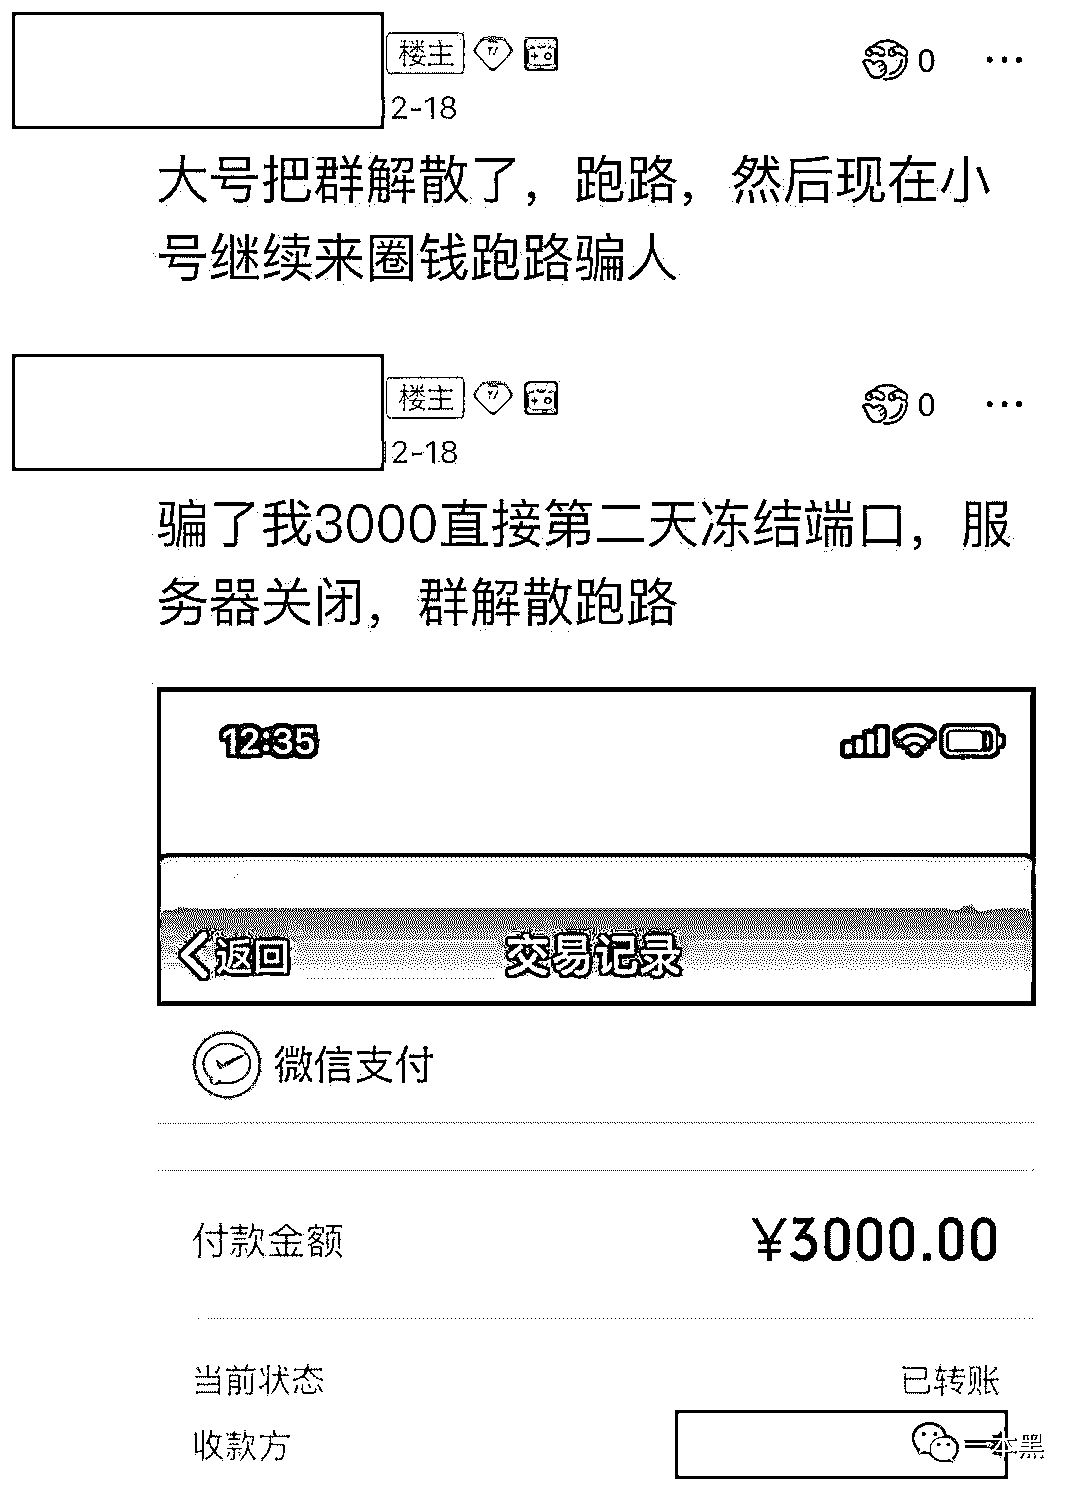 楼主
0
2-18
大号把群解散了，跑路，然后现在小
号继续来圈钱跑路骗人
楼主
0
12-18
骗了我3000直接第二天冻结端口，服
务器关闭，群解散跑路
12:35
返回 交易记录
微信支付
付款金额 ¥3000.00
当前状态 已转账
收款方
一本黑